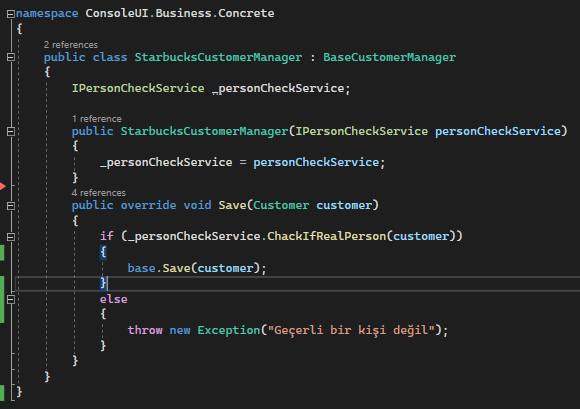 namespace ConsoleUI.Business.Concrete
{
2 references
public class StarbucksCustomerManager : BaseCustomerManager
{
IPersonCheckService _personCheckService;
1 reference
public StarbucksCustomerManager(IPersonCheckService personCheckService)
{
_personCheckService = personCheckService;
}
4 references
public override void Save(Customer customer)
{
if (_personCheckService.ChackIfRealPerson(customer))
{
base.Save(customer);
}
else
{
throw new Exception("Geçerli bir kişi değil");
}
}
}
}